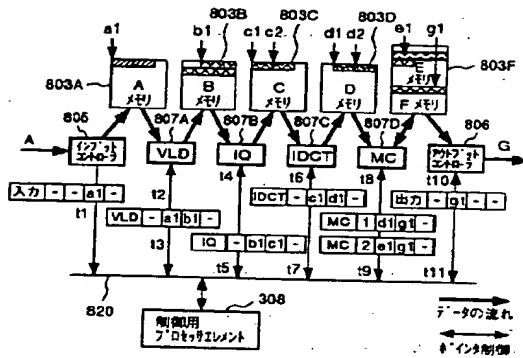 a1
b1 803B
c1 c2 803C
d1 d2 803D
e1 g1
803A
A
メモリ
B
メモリ
C
メモリ
D
メモリ
E
メモリ
F メモリ
803F
805
807A
807B
807C
807D
806
A
インプット
コントローラ
VLD
IQ
IDCT
MC
アウトプット
コントローラ
G
t4
t6
t8
t10
入力 - - a1 -
t1
t2
VLD - a1 b1 -
t3
IDCT - c1 d1 -
IQ - b1 c1 -
MC 1 d1 g1 -
MC 2 e1 g1 -
出力 - g1 - -
t5
t7
t9
t11
820
308
制御用
プロセッサエレメント
データの流れ
ポインタ制御